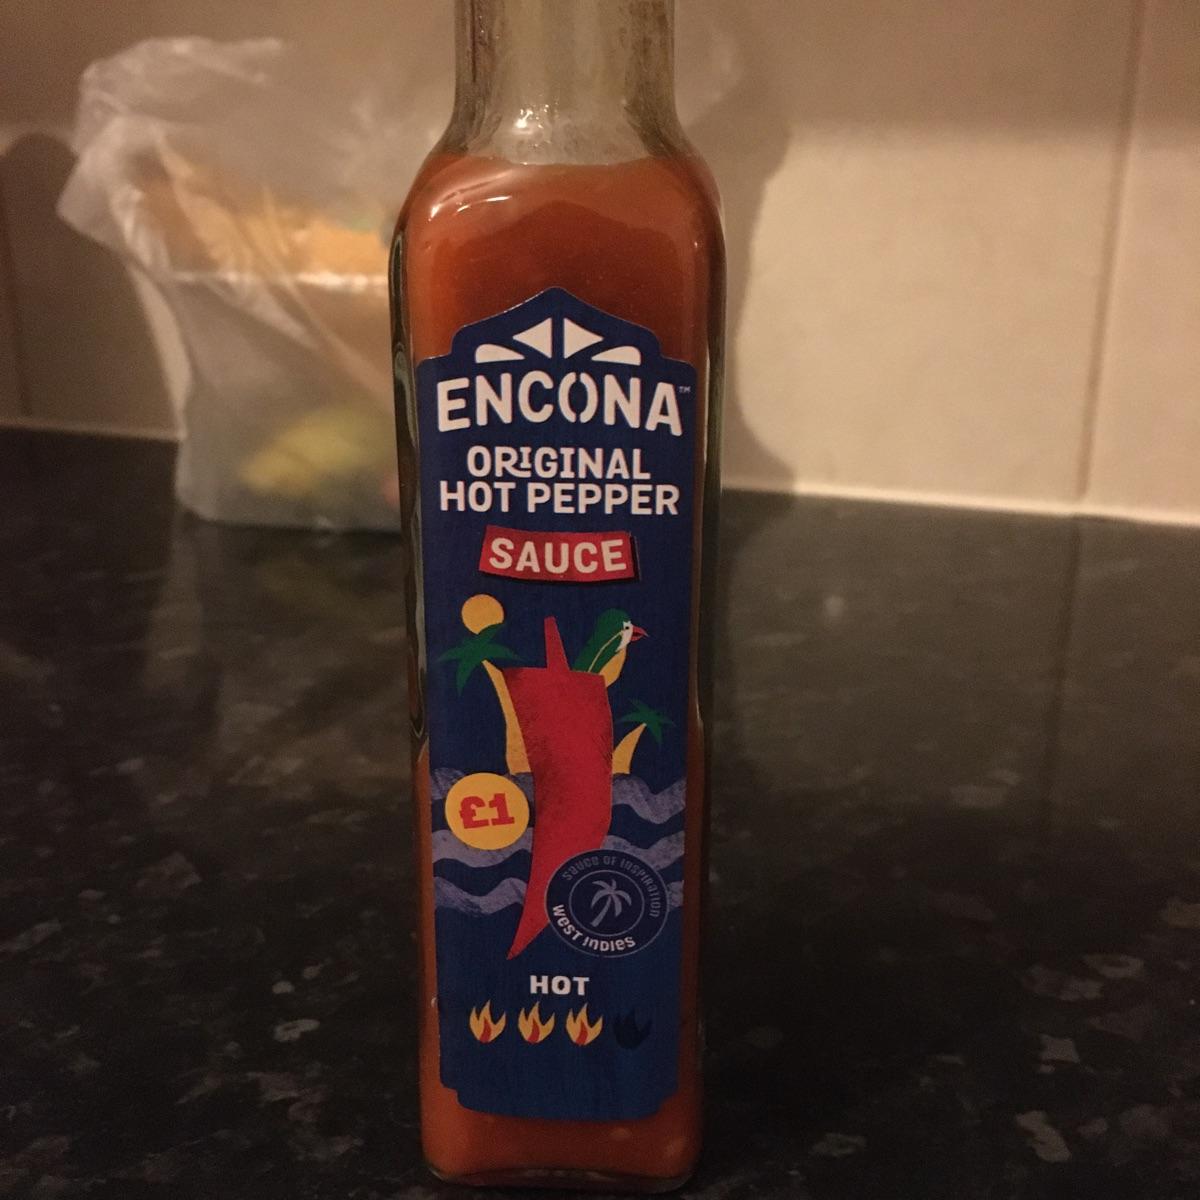 ENCONA™
ORIGINAL
HOT PEPPER
SAUCE
£1
SAUCE OF INSPIRATION
WEST INDIES
HOT